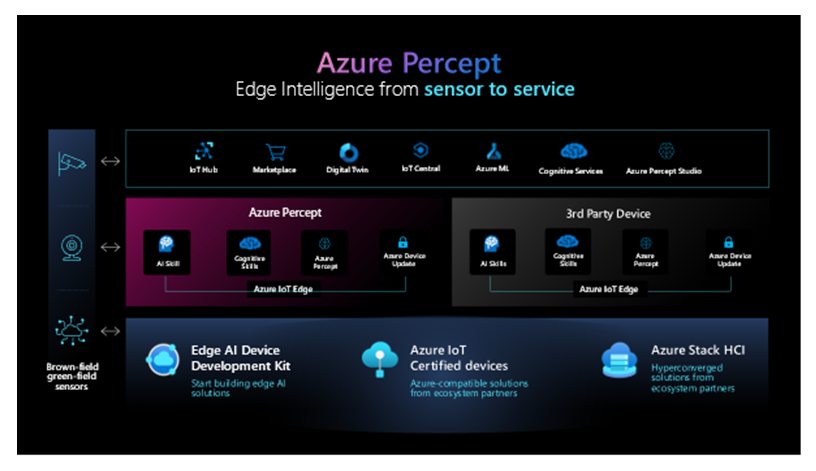 Azure Percept
Edge Intelligence from sensor to service
IoT Hub
Marketplace
Digital Twin
IoT Central
Azure ML
Cognitive Services
Azure Percept Studio
Azure Percept
AI Skill
Cognitive
Skills
Azure
Percept
Azure Device
Update
Azure IoT Edge
3rd Party Device
AI Skills
Cognitive
Skills
Azure
Percept
Azure Device
Update
Azure IoT Edge
Brown-field
green-field
sensors
Edge AI Device
Development Kit
Start building edge AI
solutions
Azure IoT
Certified devices
Azure-compatible solutions
from ecosystem partners
Azure Stack HCI
Hyperconverged
solutions from
ecosystem partners